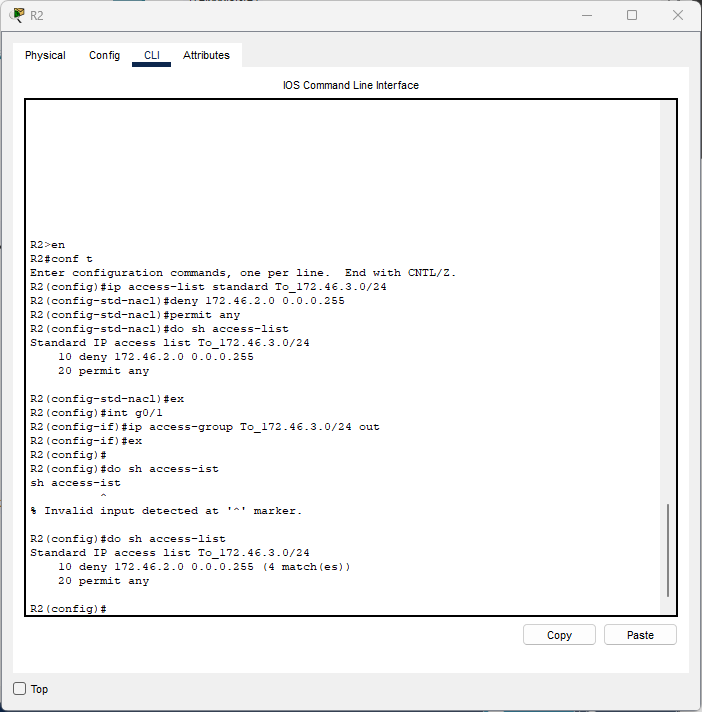 R2
Physical Config CLI Attributes
IOS Command Line Interface
R2>en
R2#conf t
Enter configuration commands, one per line.  End with CNTL/Z.
R2(config)#ip access-list standard To_172.46.3.0/24
R2(config-std-nacl)#deny 172.46.2.0 0.0.0.255
R2(config-std-nacl)#permit any
R2(config-std-nacl)#do sh access-list
Standard IP access list To_172.46.3.0/24
    10 deny 172.46.2.0 0.0.0.255
    20 permit any
R2(config-std-nacl)#ex
R2(config)#int g0/1
R2(config-if)#ip access-group To_172.46.3.0/24 out
R2(config-if)#ex
R2(config)#
R2(config)#do sh access-ist
sh access-ist
          ^
% Invalid input detected at '^' marker.
R2(config)#do sh access-list
Standard IP access list To_172.46.3.0/24
    10 deny 172.46.2.0 0.0.0.255 (4 match(es))
    20 permit any
R2(config)#
Copy Paste
Top